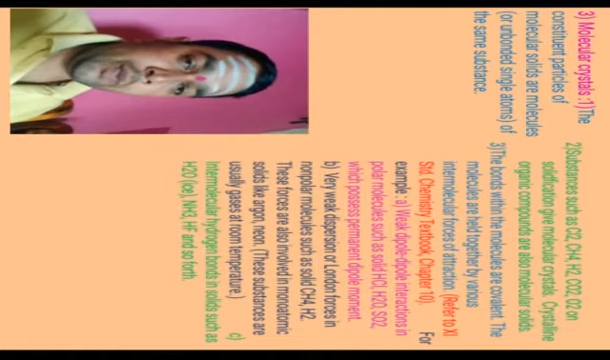 3) Molecular crystals :1)The
constituent particles of
molecular solids are molecules
(or unbonded single atoms) of
the same substance.
2)Substances such as Cl2, CH4, H2, CO2, O2 on
solidification give molecular crystals. Crystalline
organic compounds are also molecular solids.
3)The bonds within the molecules are covalent. The
molecules are held together by various
intermolecular forces of attraction. (Refer to XI
Std. Chemistry Textbook, Chapter 10). For
example : a) Weak dipole-dipole interactions in
polar molecules such as solid HCl, H2O, SO2,
which possess permanent dipole moment.
b) Very weak dispersion or London forces in
nonpolar molecules such as solid CH4, H2.
These forces are also involved in monoatomic
solids like argon, neon. (These substances are
usually gases at room temperature.) c)
Intermolecular hydrogen bonds in solids such as
H2O (ice), NH3, HF and so forth.